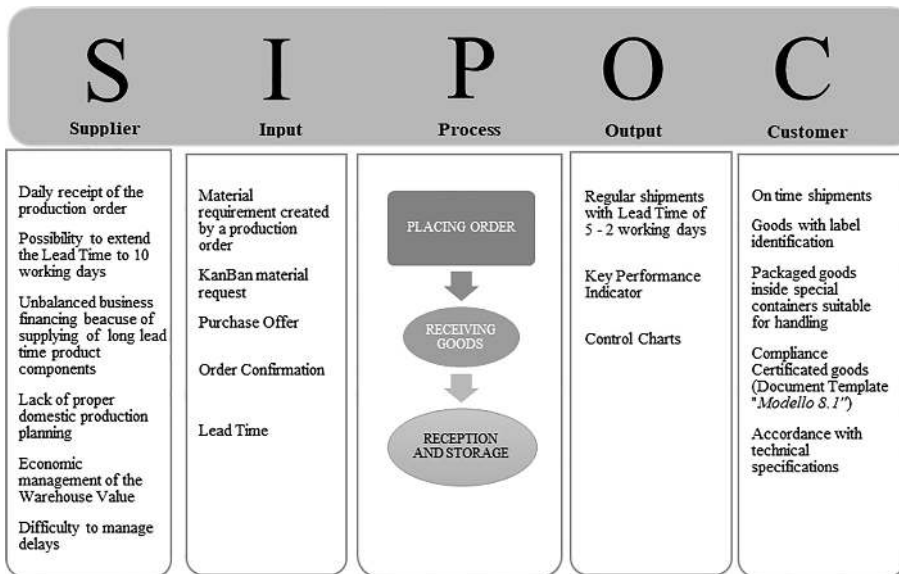 S I P O C
Supplier Input Process Output Customer
Daily receipt of the
production order
Possibility to extend
the Lead Time to 10
working days
Unbalanced business
financing beacuse of
supplying of long lead
time product
components
Lack of proper
domestic production
planning
Economic
management of the
Warehouse Value
Difficulty to manage
delays
Material
requirement created
by a production
order
KanBan material
request
Purchase Offer
Order Confirmation
Lead Time
PLACING ORDER
RECEIVING
GOODS
RECEPTION
AND STORAGE
Regular shipments
with Lead Time of
5 - 2 working days
Key Performance
Indicator
Control Charts
On time shipments
Goods with label
identification
Packaged goods
inside special
containers suitable
for handling
Compliance
Certificated goods
(Document Template
"Modello 8.1")
Accordance with
technical
specifications